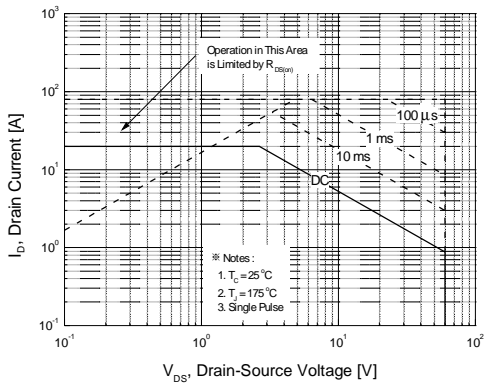 10³
Operation in This Area
is Limited by R DS(on)
10²
100 µs
1 ms
10 ms
10¹
DC
10⁰
※ Notes :
1. T_C = 25 °C
2. T_J = 175 °C
3. Single Pulse
10⁻¹
10⁻¹
10⁰
10¹
10²
I_D, Drain Current [A]
V_DS, Drain-Source Voltage [V]